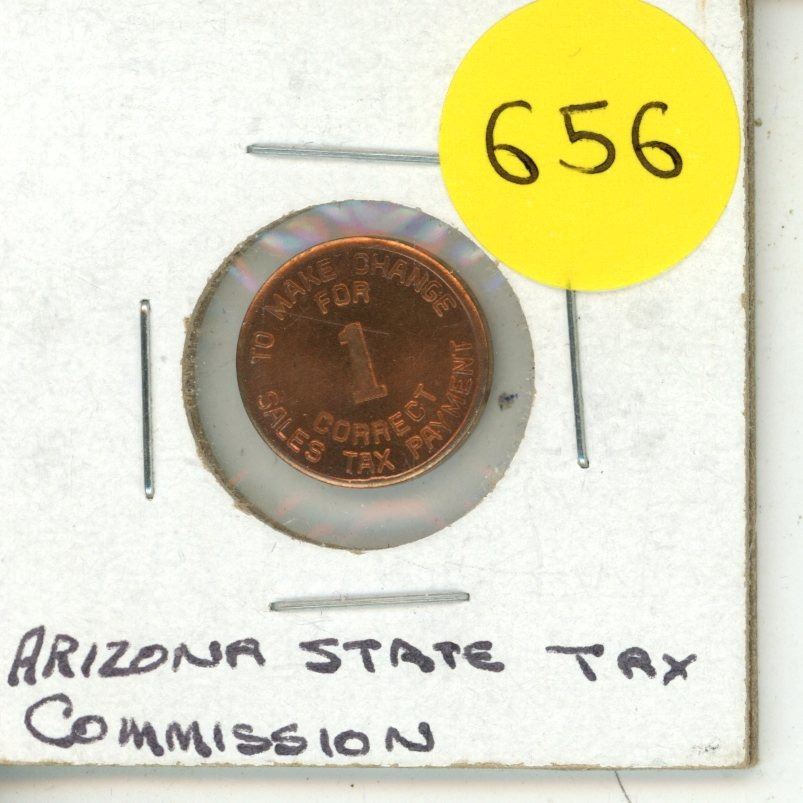 656
TO MAKE CHANGE
FOR
1
CORRECT
SALES TAX PAYMENT
ARIZONA STATE TAX
COMMISSION